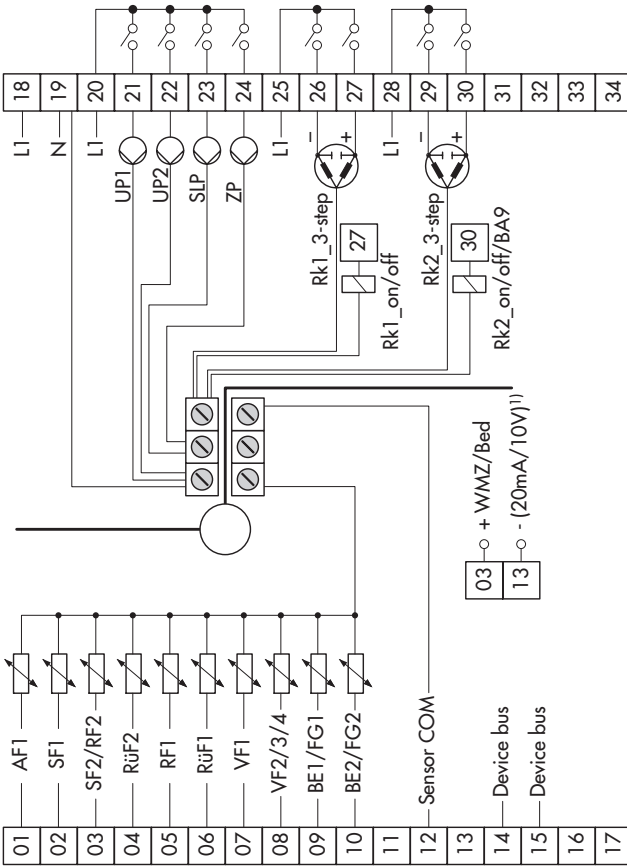 18
19
20
21
22
23
24
25
26
27
28
29
30
31
32
33
34
L1
N
L1
UP1
UP2
SLP
ZP
L1
–
+
L1
–
+
Rk1_3-step
27
Rk1_on/off
Rk2_3-step
30
Rk2_on/off/BA9
03 + WMZ/Bed
13 - (20mA/10V)1)
01 AF1
02 SF1
03 SF2/RF2
04 RüF2
05 RF1
06 RüF1
07 VF1
08 VF2/3/4
09 BE1/FG1
10 BE2/FG2
11
12 Sensor COM
13
14 Device bus
15 Device bus
16
17